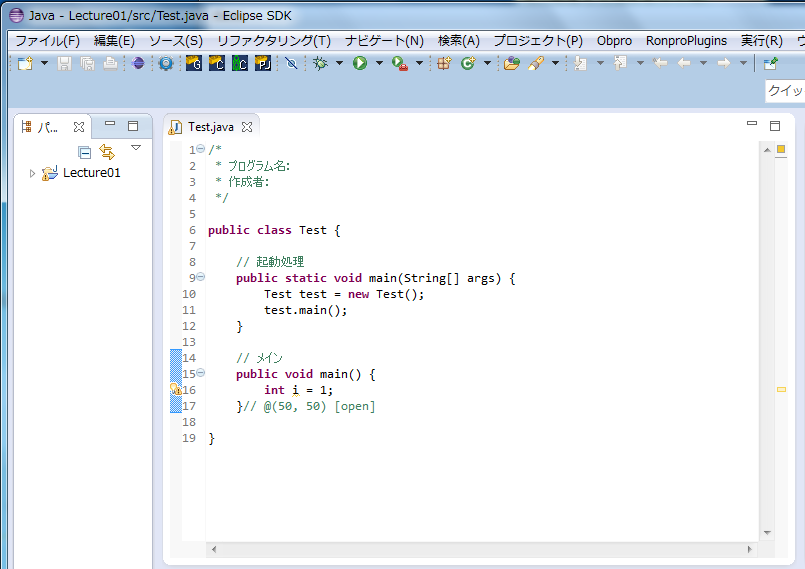 Java - Lecture01/src/Test.java - Eclipse SDK
ファイル(F) 編集(E) ソース(S) リファクタリング(T) ナビゲート(N) 検索(A) プロジェクト(P) Obpro RonproPlugins 実行(R) ウ
G C C PJ
クイッ
パ... Test.java
Lecture01
1 /*
2 * プログラム名:
3 * 作成者:
4 */
5
6 public class Test {
7
8 // 起動処理
9 public static void main(String[] args) {
10 Test test = new Test();
11 test.main();
12 }
13
14 // メイン
15 public void main() {
16 int i = 1;
17 }// @(50, 50) [open]
18
19 }